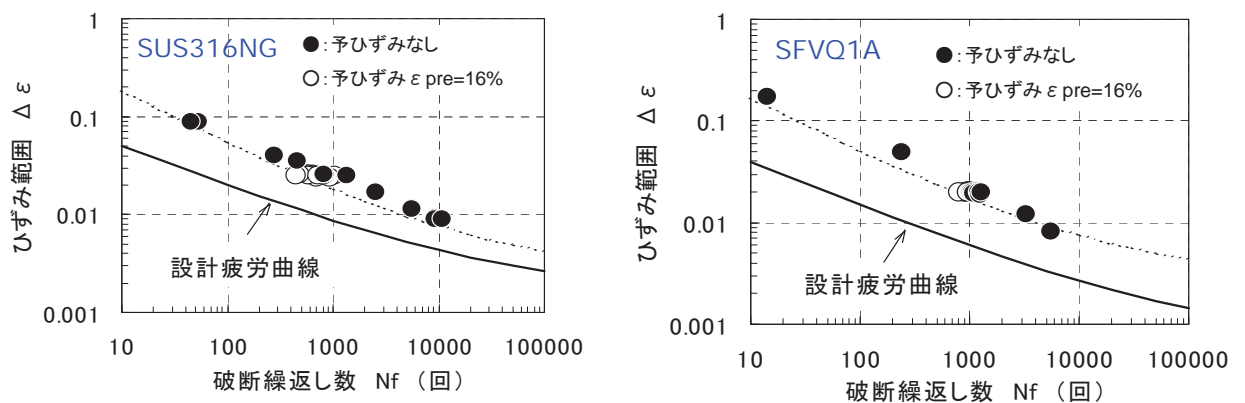 SUS316NG
●:予ひずみなし
○:予ひずみε pre=16%
ひずみ範囲 Δε
1
0.1
0.01
0.001
設計疲労曲線
10 100 1000 10000 100000
破断繰返し数 Nf (回)
SFVQ1A
●:予ひずみなし
○:予ひずみε pre=16%
ひずみ範囲 Δε
1
0.1
0.01
0.001
設計疲労曲線
10 100 1000 10000 100000
破断繰返し数 Nf (回)